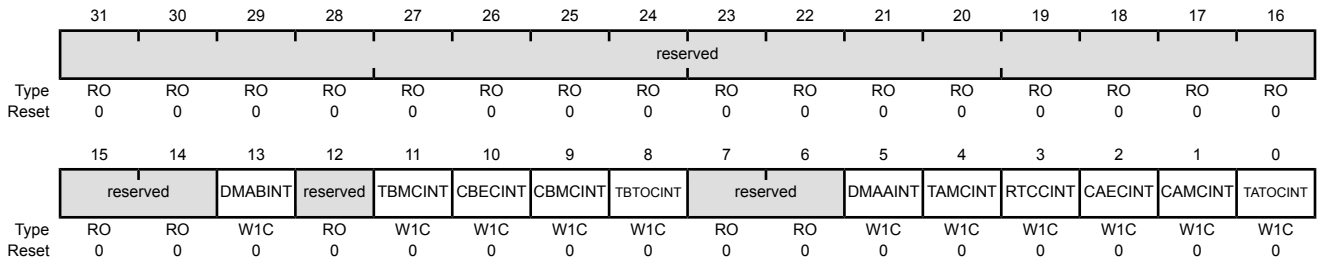 31 30 29 28 27 26 25 24 23 22 21 20 19 18 17 16
reserved
Type RO RO RO RO RO RO RO RO RO RO RO RO RO RO RO RO
Reset 0 0 0 0 0 0 0 0 0 0 0 0 0 0 0 0
15 14 13 12 11 10 9 8 7 6 5 4 3 2 1 0
reserved DMABINT reserved TBMCINT CBECINT CBMCINT TBTOCINT reserved DMAAINT TAMCINT RTCCINT CAECINT CAMCINT TATOCINT
Type RO RO W1C RO W1C W1C W1C W1C RO RO W1C W1C W1C W1C W1C W1C
Reset 0 0 0 0 0 0 0 0 0 0 0 0 0 0 0 0